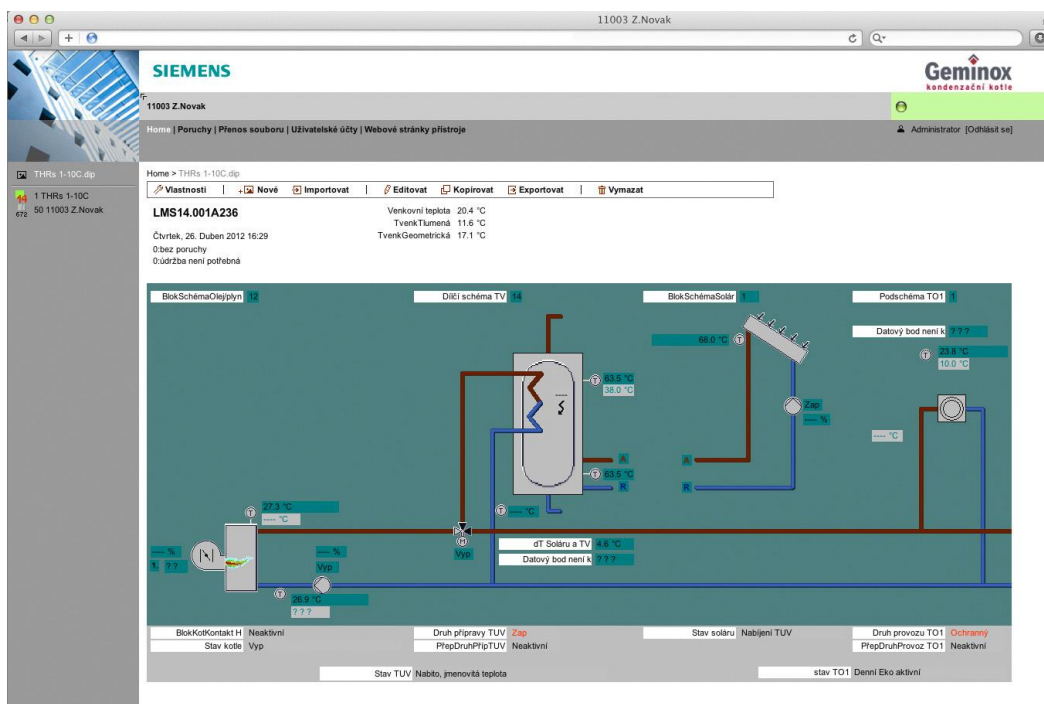 11003 Z.Novak
SIEMENS
Geminox
kondenzační kotle
11003 Z.Novak
Home | Poruchy | Přenos souboru | Uživatelské účty | Webové stránky přístroje
Administrator [Odhlásit se]
THRs 1-10C.dip
1 THRs 1-10C
672 50 11003 Z.Novak
Home > THRs 1-10C.dip
Vlastnosti | Nové Importovat | Editovat Kopírovat Exportovat | Vymazat
LMS14.001A236
Venkovní teplota 20.4 °C
TvenkTlumená 11.6 °C
TvenkGeometrická 17.1 °C
Čtvrtek, 26. Duben 2012 16:29
0:bez poruchy
0:údržba není potřebná
BlokSchémaOlej/plyn 12
Dílčí schéma TV 14
BlokSchémaSolár 1
Podschéma TO1 1
Datový bod není k ? ? ?
68.0 °C T
T 23.8 °C
10.0 °C
T 63.5 °C
38.0 °C
Zap
---- %
---- °C
A
A
T 63.5 °C
R
R
27.3 °C
T
---- °C
T ---- °C
---- %
1. ? ?
---- %
Vyp
M
Vyp
dT Soláru a TV 4.6 °C
Datový bod není k ? ? ?
T 26.9 °C
? ? ?
BlokKotKontakt H Neaktivní
Druh přípravy TUV Zap
Stav soláru Nabíjení TUV
Druh provozu TO1 Ochranný
Stav kotle Vyp
PřepDruhPřípTUV Neaktivní
PřepDruhProvoz TO1 Neaktivní
Stav TUV Nabito, jmenovitá teplota
stav TO1 Denní Eko aktivní